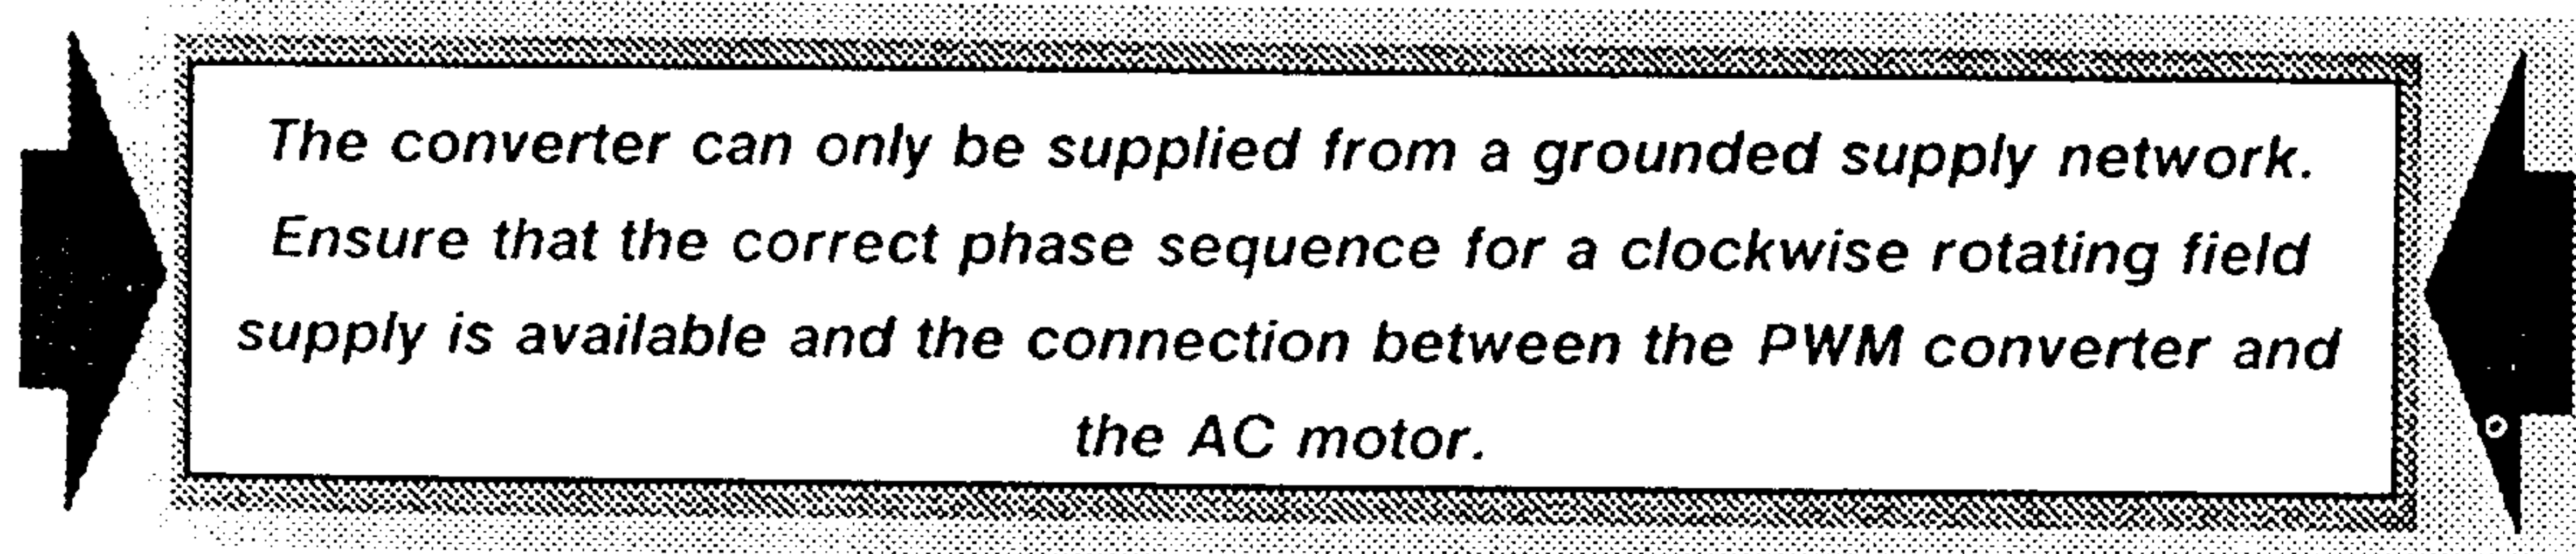 The converter can only be supplied from a grounded supply network.
Ensure that the correct phase sequence for a clockwise rotating field
supply is available and the connection between the PWM converter and
the AC motor.